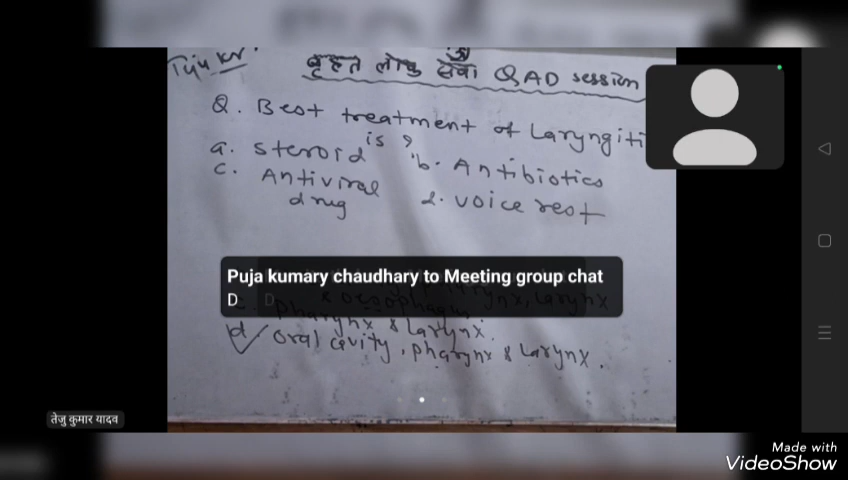 बृहत लोक सेवा Q&AD session
Q. Best treatment of Laryngiti
is ?
a. steroid b. Antibiotics
c. Antiviral drug d. voice rest
Puja kumary chaudhary to Meeting group chat
D
pharynx & Larynx.
d oral cavity, pharynx & Larynx.
तेजु कुमार यादव
Made with
VideoShow